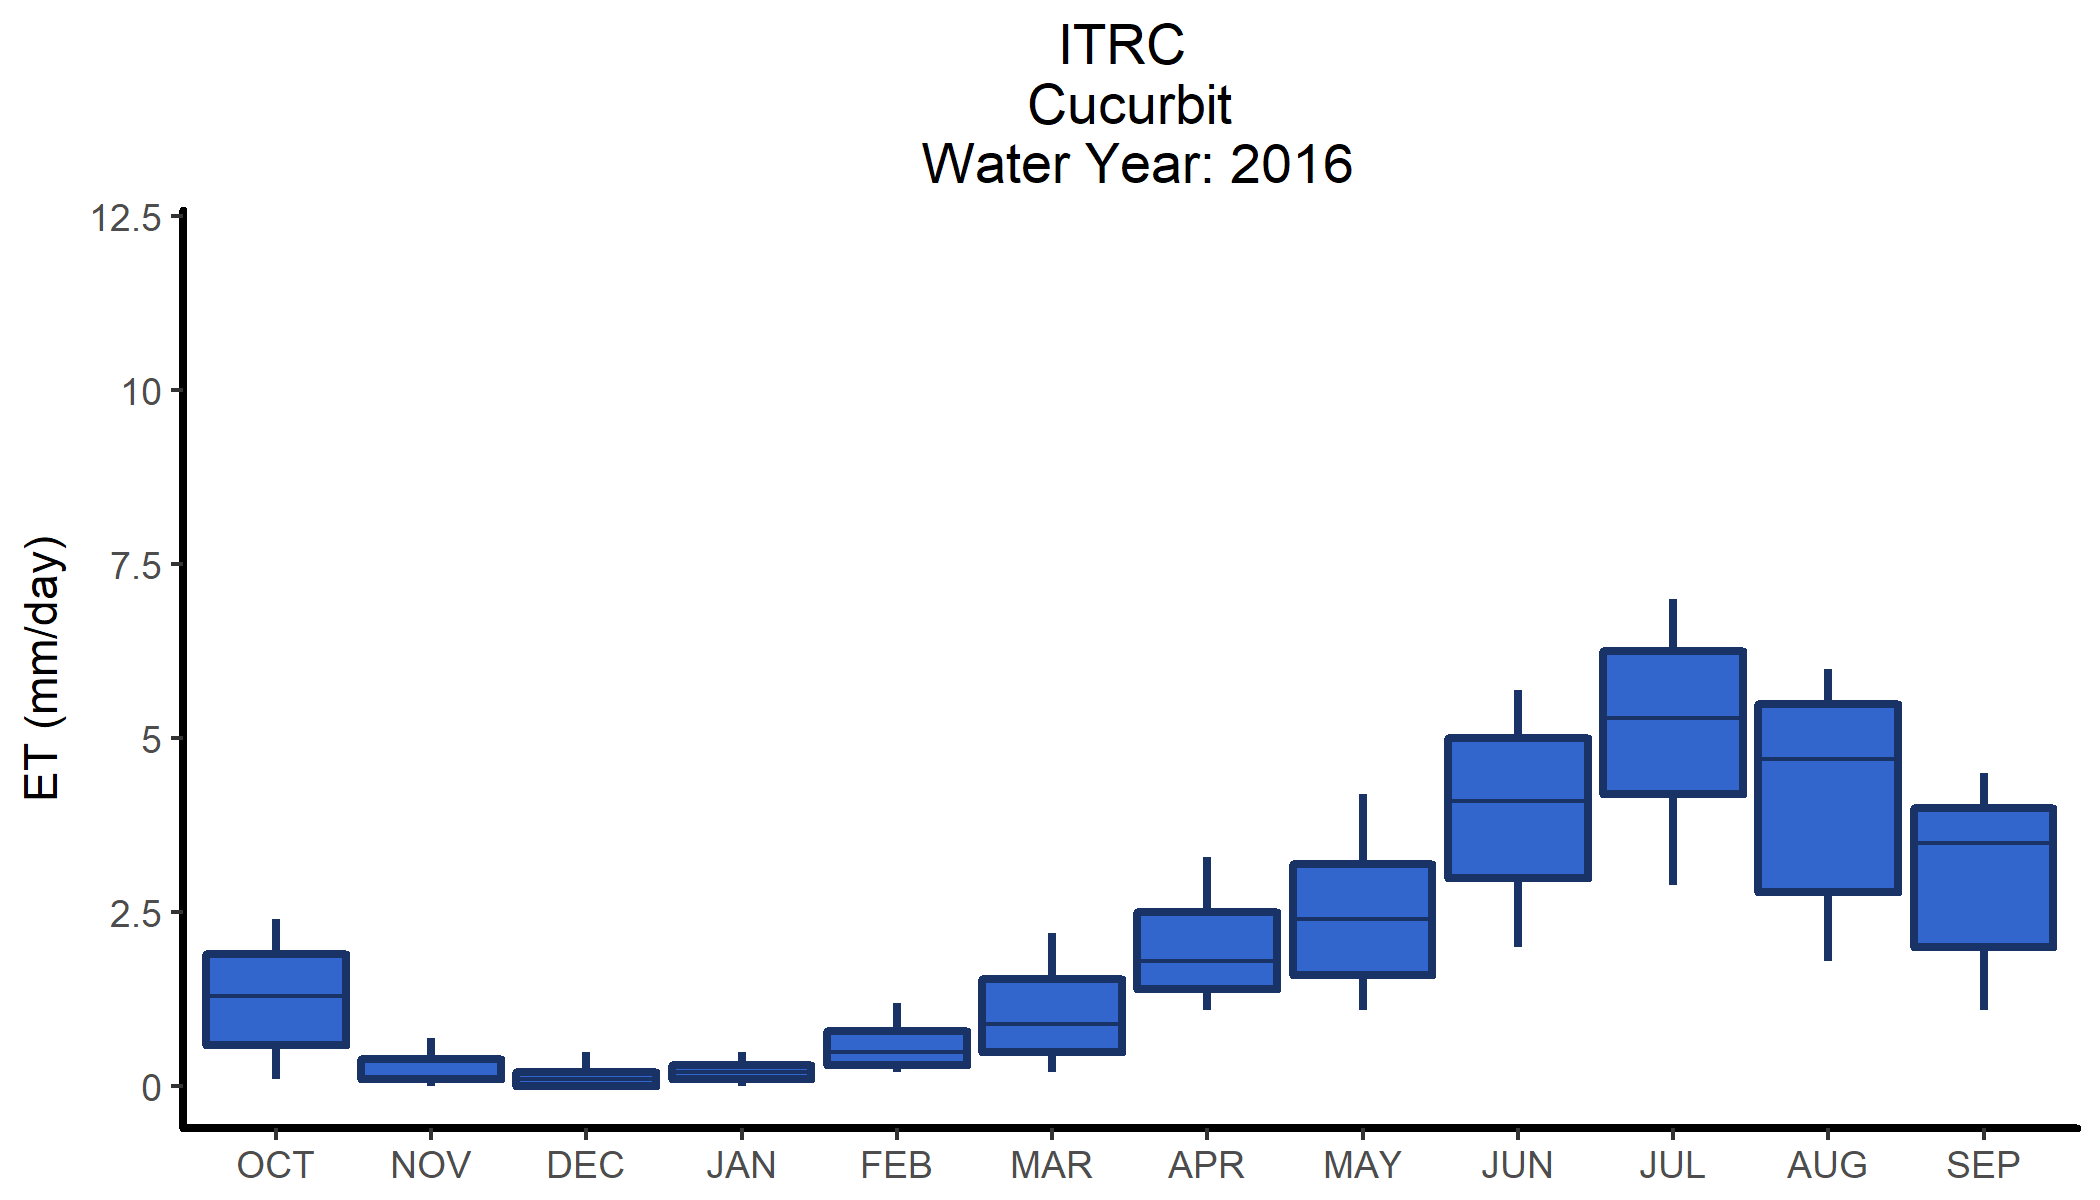 ITRC
Cucurbit
Water Year: 2016
ET (mm/day)
12.5
10
7.5
5
2.5
0
OCT NOV DEC JAN FEB MAR APR MAY JUN JUL AUG SEP